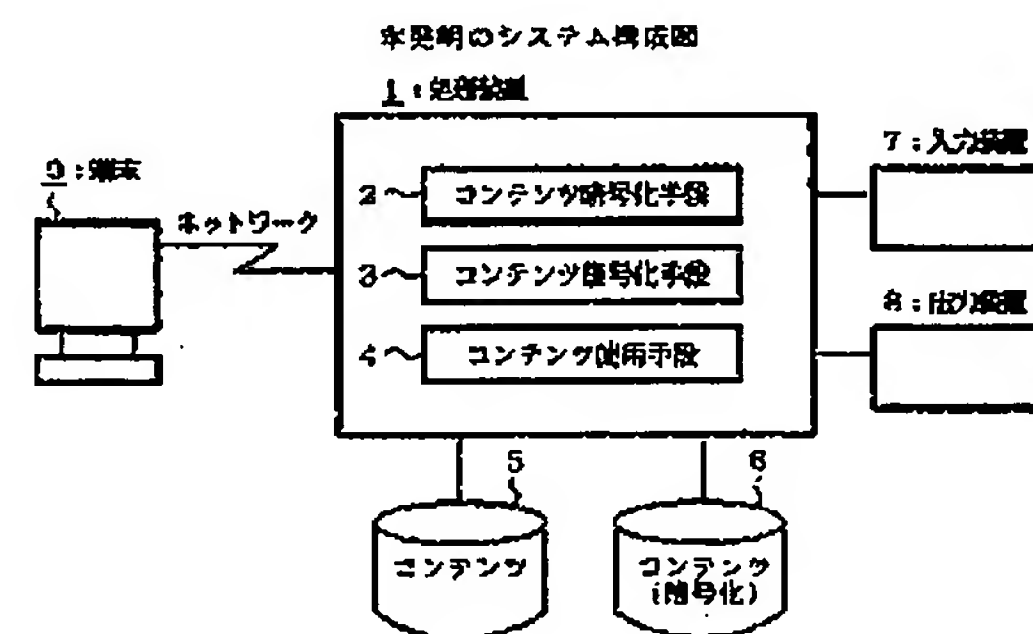 本発明のシステム構成図
1：処理装置
7：入力装置
9：端末
2
コンテンツ暗号化手段
ネットワーク
3
コンテンツ復号化手段
8：出力装置
4
コンテンツ使用手段
5
6
コンテンツ
コンテンツ
（暗号化）